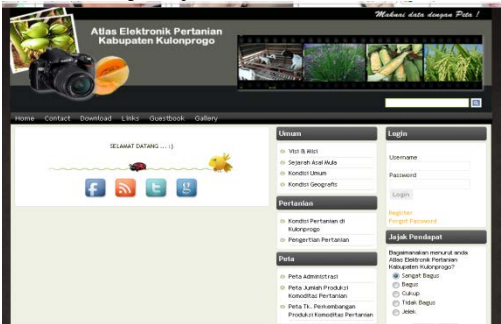 Maknai data dengan Peta !
Atlas Elektronik Pertanian
Kabupaten Kulonprogo
Home Contact Download Links Guestbook Gallery
SELAMAT DATANG ... :)
Umum
Visi & Misi
Sejarah Asal Mula
Kondisi Umum
Kondisi Geografis
Pertanian
Kondisi Pertanian di
Kulonprogo
Pengertian Pertanian
Peta
Peta Administrasi
Peta Jumlah Produksi
Komoditas Pertanian
Peta Tk. Perkembangan
Produksi Komoditas Pertanian
Login
Username
Password
Login
Register
Forgot Password
Jajak Pendapat
Bagaimanakan menurut anda
Atlas Elektronik Pertanian
Kabupaten Kulonprogo?
Sangat Bagus
Bagus
Cukup
Tidak Bagus
Jelek